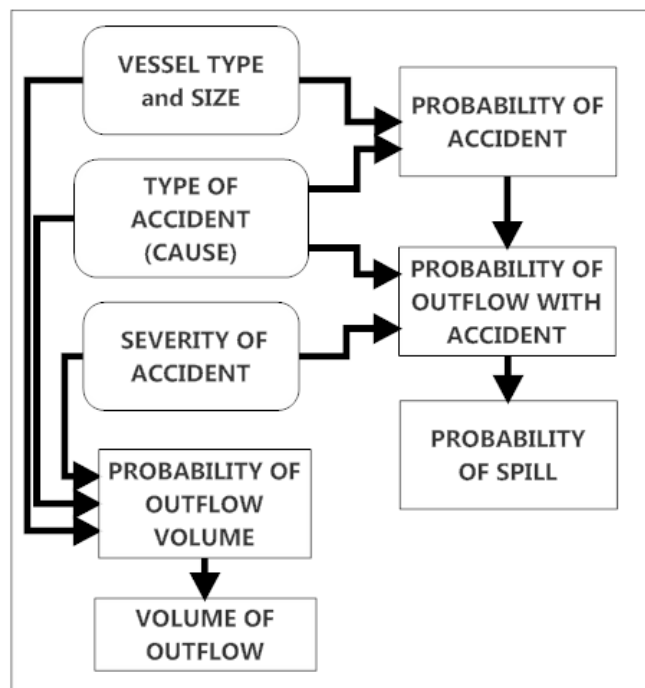 VESSEL TYPE
and SIZE
PROBABILITY OF
ACCIDENT
TYPE OF
ACCIDENT
(CAUSE)
PROBABILITY OF
OUTFLOW WITH
ACCIDENT
SEVERITY OF
ACCIDENT
PROBABILITY
OF SPILL
PROBABILITY OF
OUTFLOW
VOLUME
VOLUME OF
OUTFLOW